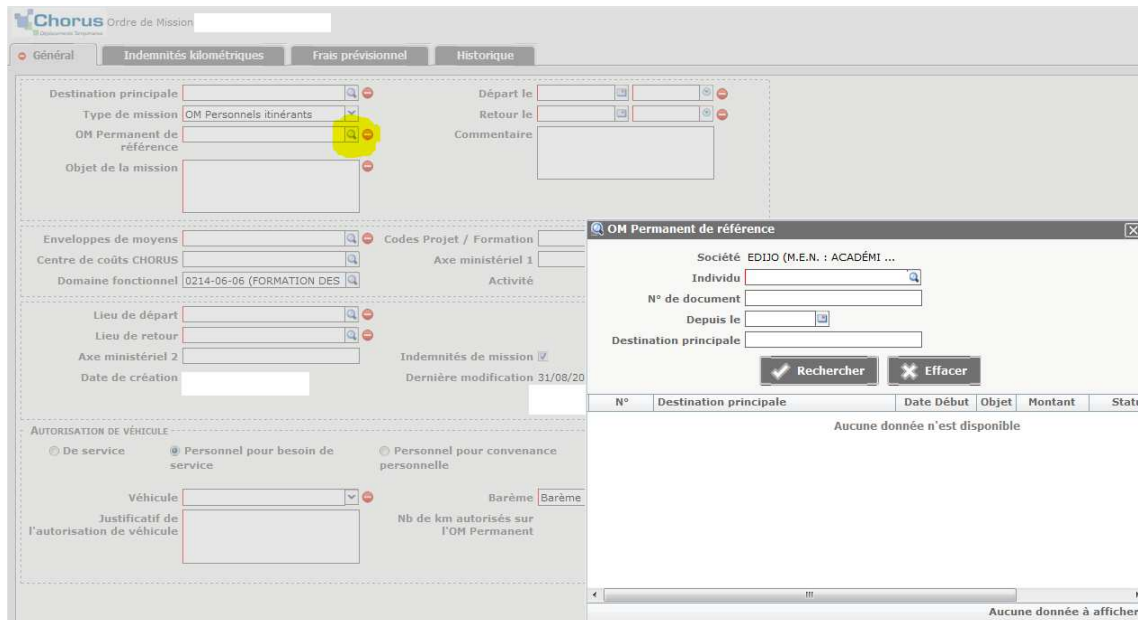 Chorus Ordre de Mission
Déplacements Temporaires
Général Indemnités kilométriques Frais prévisionnel Historique
Destination principale Départ le
Type de mission OM Personnels itinérants Retour le
OM Permanent de référence Commentaire
Objet de la mission
Enveloppes de moyens Codes Projet / Formation
Centre de coûts CHORUS Axe ministériel 1
Domaine fonctionnel 0214-06-06 (FORMATION DES Activité
Lieu de départ
Lieu de retour
Axe ministériel 2 Indemnités de mission
Date de création Dernière modification 31/08/20
AUTORISATION DE VÉHICULE
De service Personnel pour besoin de service Personnel pour convenance personnelle
Véhicule Barème Barème
Justificatif de l'autorisation de véhicule Nb de km autorisés sur l'OM Permanent
OM Permanent de référence
Société EDIJO (M.E.N. : ACADÉMI ...
Individu
N° de document
Depuis le
Destination principale
Rechercher Effacer
N° Destination principale Date Début Objet Montant Statu
Aucune donnée n'est disponible
Aucune donnée à afficher